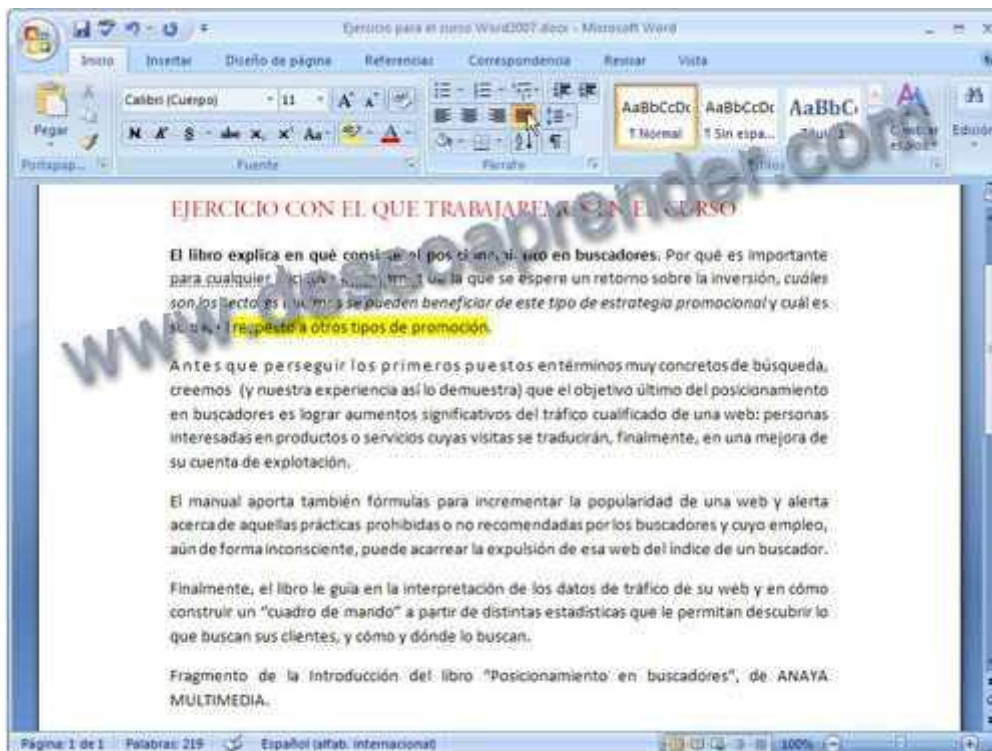 Ejercicio para el curso Word2007.docx - Microsoft Word
Inicio Insertar Diseño de página Referencias Correspondencia Revisar Vista
Pegar
Calibri (Cuerpo) 11
AaBbCcDc AaBbCcDc AaBbC
¶ Normal ¶ Sin espa... Título 1
Cambiar estilos
Edición
Portapap... Fuente Párrafo
EJERCICIO CON EL QUE TRABAJAREMOS EN EL CURSO
El libro explica en qué consiste el posicionamiento en buscadores. Por qué es importante
para cualquier la que se espere un retorno sobre la inversión, cuáles
son los sectores se pueden beneficiar de este tipo de estrategia promocional y cuál es
respecto a otros tipos de promoción.
Antes que perseguir los primeros puestos en términos muy concretos de búsqueda,
creemos (y nuestra experiencia así lo demuestra) que el objetivo último del posicionamiento
en buscadores es lograr aumentos significativos del tráfico cualificado de una web: personas
interesadas en productos o servicios cuyas visitas se traducirán, finalmente, en una mejora de
su cuenta de explotación.
El manual aporta también fórmulas para incrementar la popularidad de una web y alerta
acerca de aquellas prácticas prohibidas o no recomendadas por los buscadores y cuyo empleo,
aún de forma inconsciente, puede acarrear la expulsión de esa web del índice de un buscador.
Finalmente, el libro le guía en la interpretación de los datos de tráfico de su web y en cómo
construir un "cuadro de mando" a partir de distintas estadísticas que le permitan descubrir lo
que buscan sus clientes, y cómo y dónde lo buscan.
Fragmento de la Introducción del libro "Posicionamiento en buscadores", de ANAYA
MULTIMEDIA.
www.deseoaprender.com
Página: 1 de 1 Palabras: 219 Español (alfab. internacional) 100%